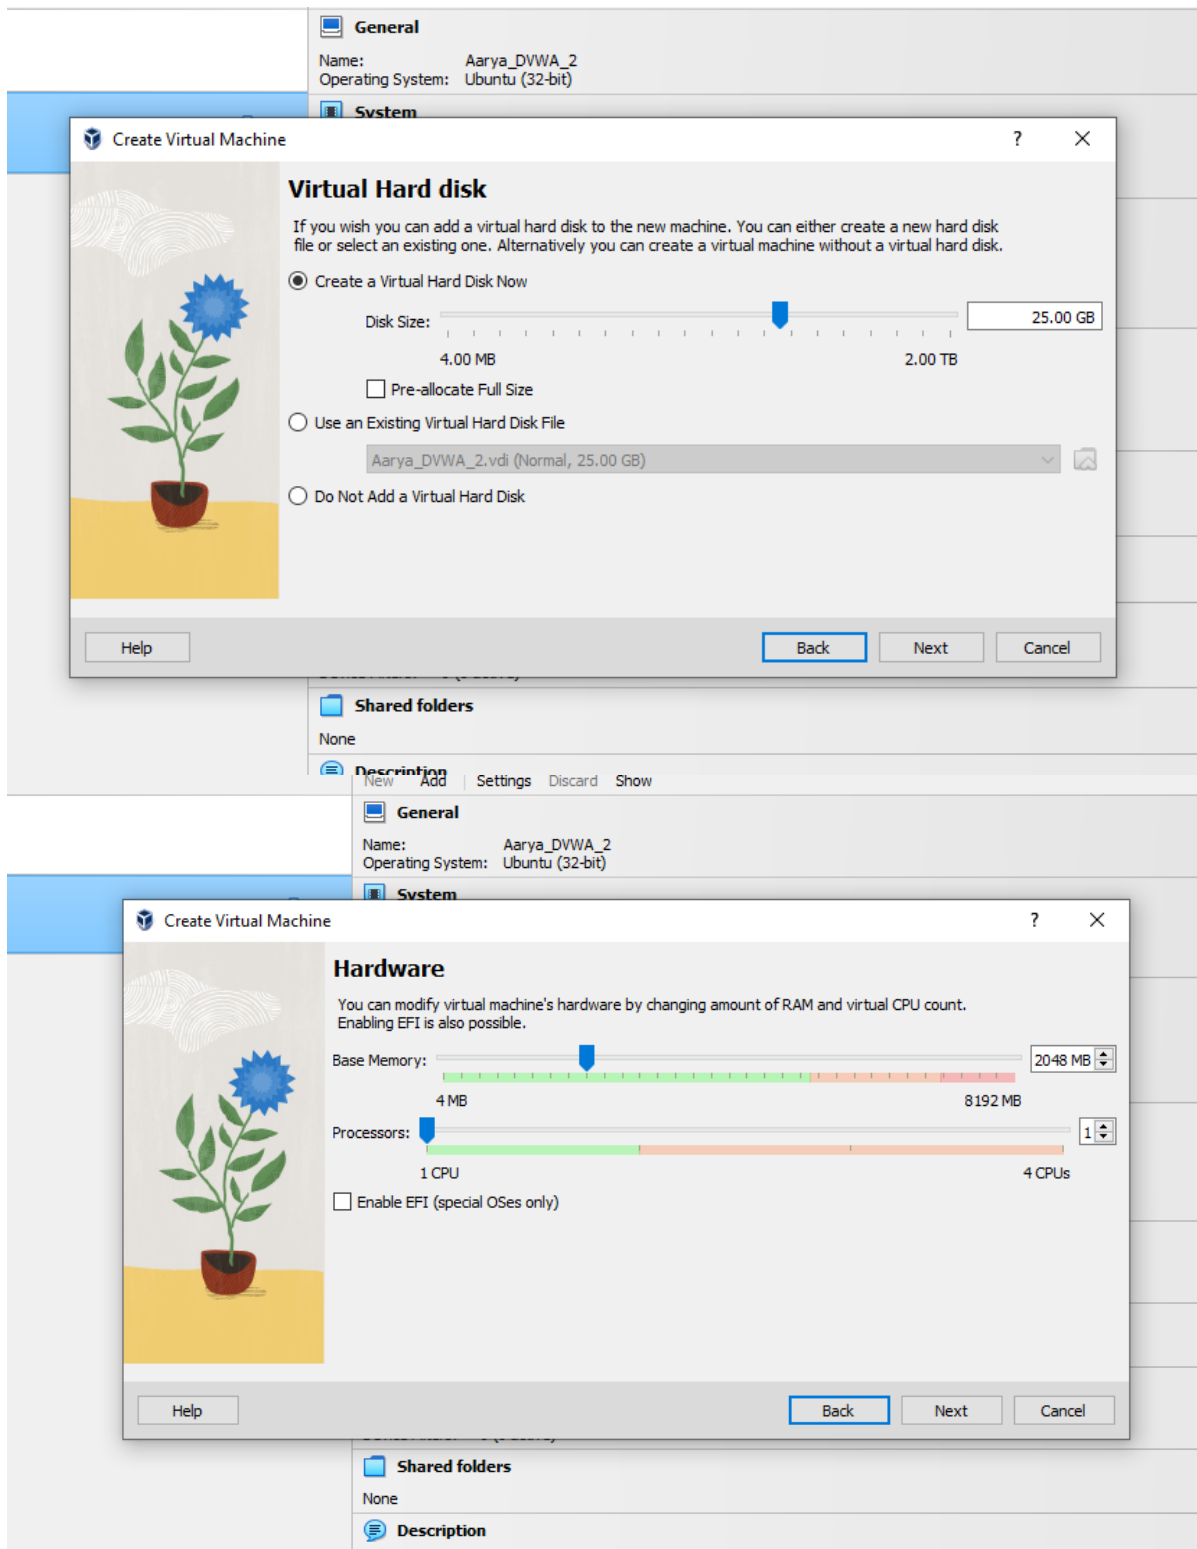 General
Name: Aarya_DVWA_2
Operating System: Ubuntu (32-bit)
System
Create Virtual Machine ?
Virtual Hard disk
If you wish you can add a virtual hard disk to the new machine. You can either create a new hard disk
file or select an existing one. Alternatively you can create a virtual machine without a virtual hard disk.
Create a Virtual Hard Disk Now
Disk Size: 25.00 GB
4.00 MB 2.00 TB
Pre-allocate Full Size
Use an Existing Virtual Hard Disk File
Aarya_DVWA_2.vdi (Normal, 25.00 GB)
Do Not Add a Virtual Hard Disk
Help Back Next Cancel
Shared folders
None
Description
New Add Settings Discard Show
General
Name: Aarya_DVWA_2
Operating System: Ubuntu (32-bit)
System
Create Virtual Machine ?
Hardware
You can modify virtual machine's hardware by changing amount of RAM and virtual CPU count.
Enabling EFI is also possible.
Base Memory: 2048 MB
4 MB 8192 MB
Processors: 1
1 CPU 4 CPUs
Enable EFI (special OSes only)
Help Back Next Cancel
Shared folders
None
Description